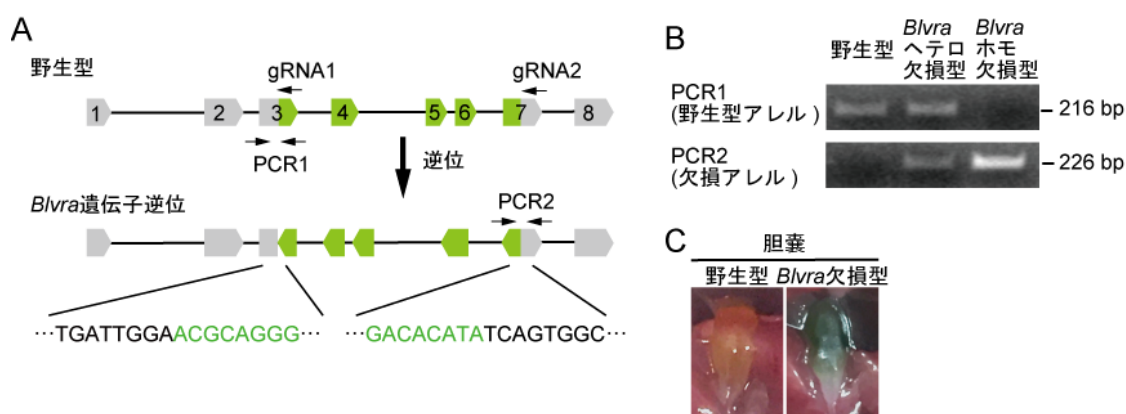 A
野生型
gRNA1
gRNA2
1 2 3 4 5 6 7 8
PCR1
逆位
Blvra遺伝子逆位
PCR2
···TGATTGGAACGCAGGG···
···GACACATATCAGTGGC···
B
野生型
Blvra
ヘテロ
欠損型
Blvra
ホモ
欠損型
PCR1
(野生型アレル)
– 216 bp
PCR2
(欠損アレル)
– 226 bp
C
胆嚢
野生型 Blvra欠損型